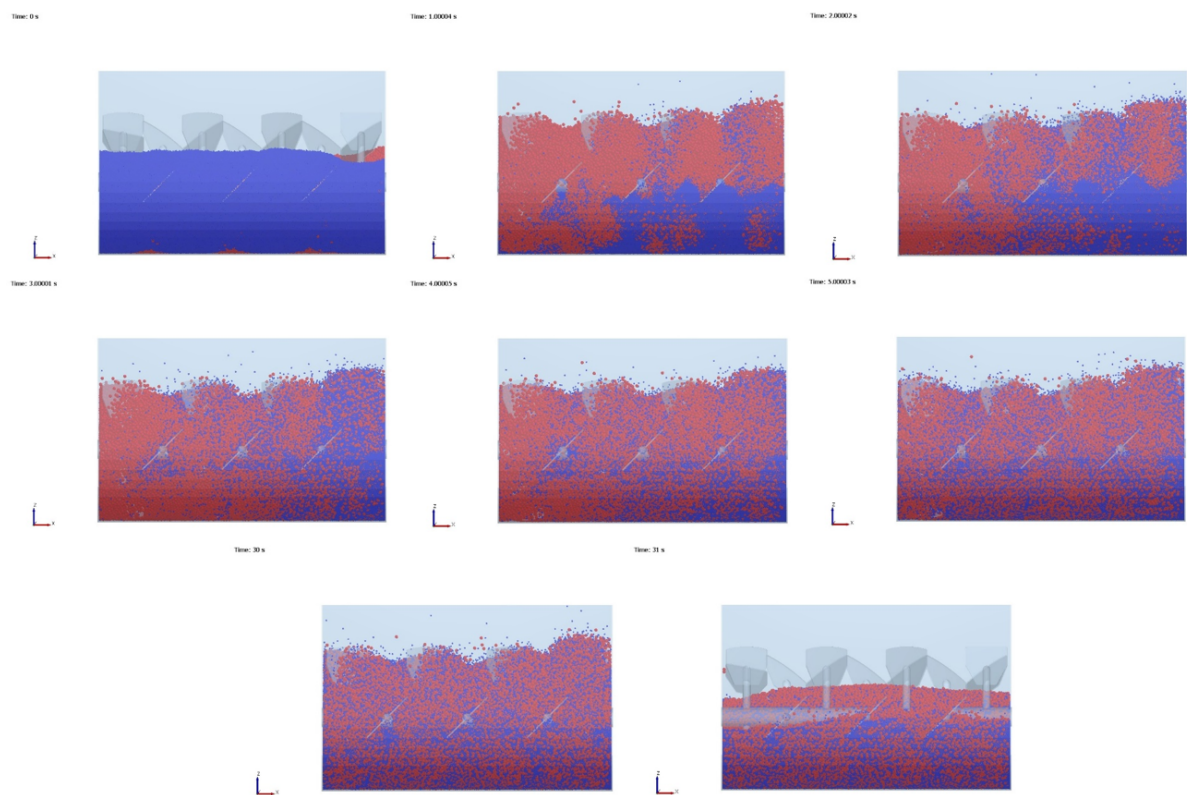 Time: 0 s
Time: 1.00004 s
Time: 2.00002 s
Time: 3.00001 s
Time: 4.00005 s
Time: 5.00003 s
Time: 30 s
Time: 31 s